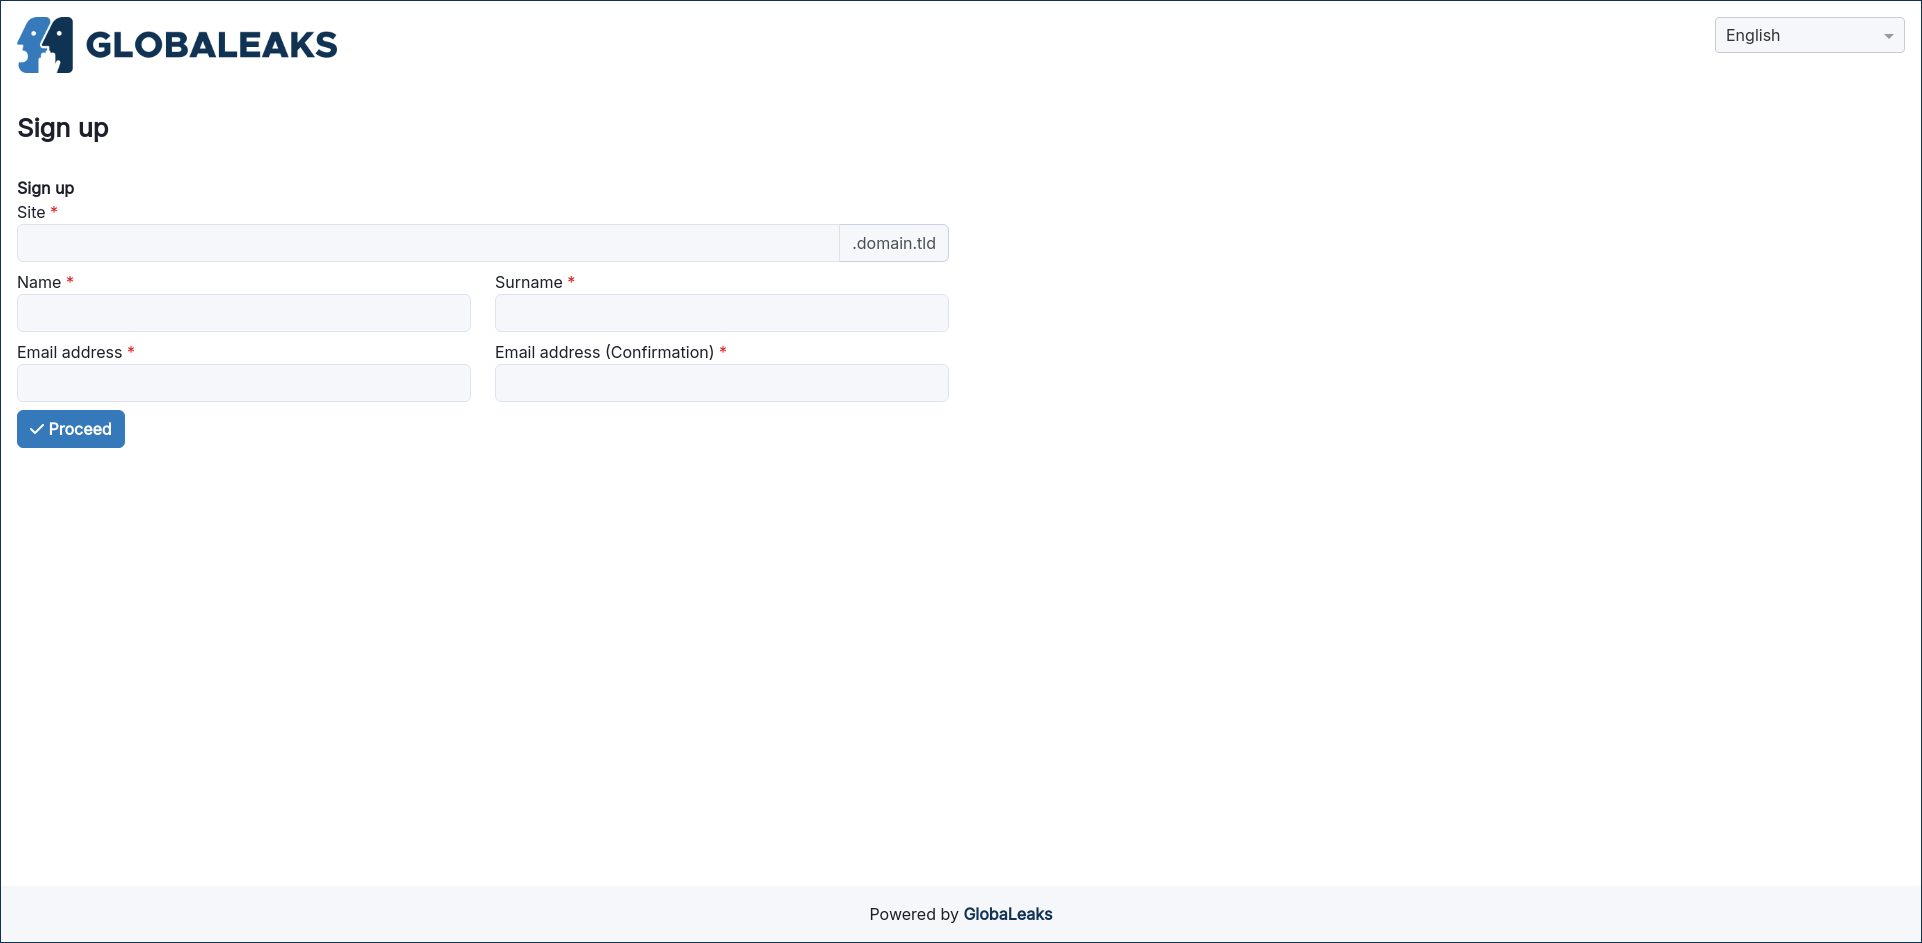 GLOBALEAKS
English
Sign up
Sign up
Site *
.domain.tld
Name *
Surname *
Email address *
Email address (Confirmation) *
Proceed
Powered by GlobaLeaks